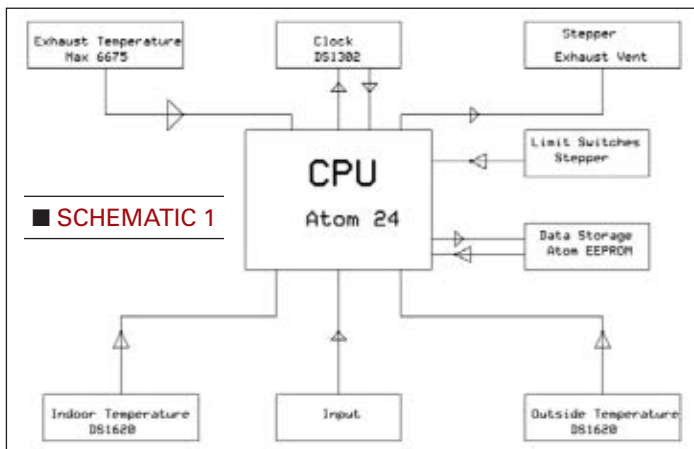 Exhaust Temperature
Max 6675
Clock
DS1302
Stepper
Exhaust Vent
CPU
Atom 24
Limit Switches
Stepper
■ SCHEMATIC 1
Data Storage
Atom EEPROM
Indoor Temperature
DS1620
Input
Outside Temperature
DS1620